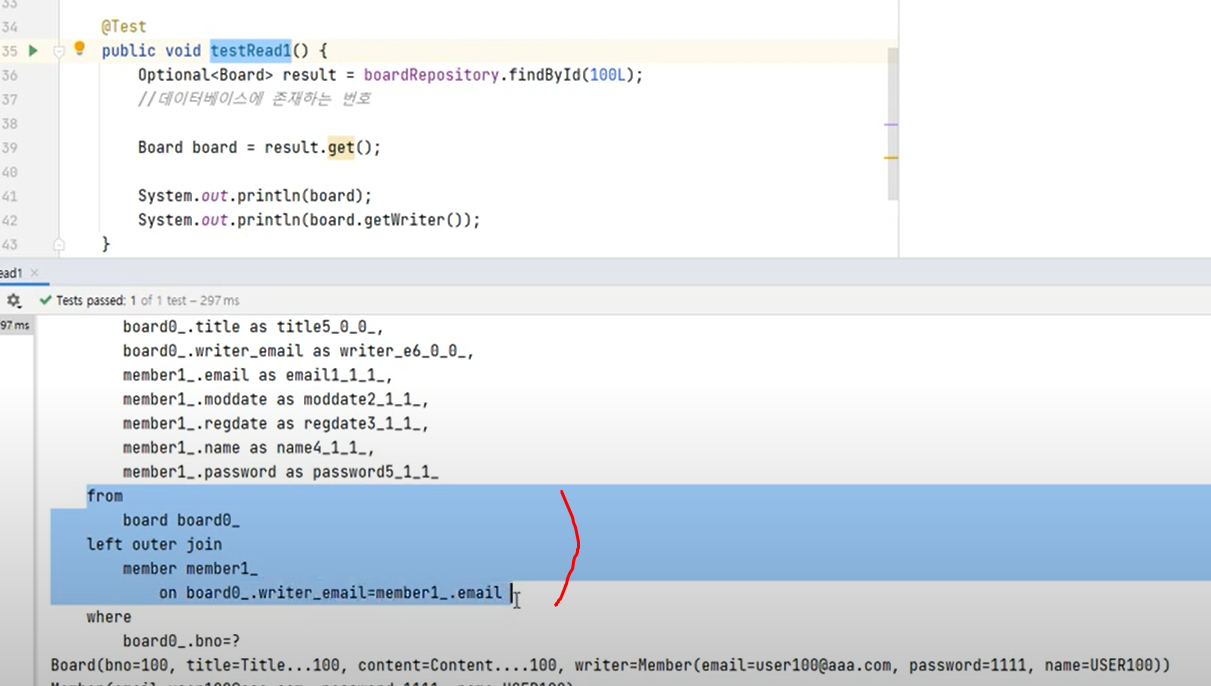 33
34 @Test
35 public void testRead1() {
36 Optional<Board> result = boardRepository.findById(100L);
37 //데이터베이스에 존재하는 번호
38
39 Board board = result.get();
40
41 System.out.println(board);
42 System.out.println(board.getWriter());
43 }
ead1 ×
Tests passed: 1 of 1 test – 297 ms
97 ms
board0_.title as title5_0_0_,
board0_.writer_email as writer_e6_0_0_,
member1_.email as email1_1_1_,
member1_.moddate as moddate2_1_1_,
member1_.regdate as regdate3_1_1_,
member1_.name as name4_1_1_,
member1_.password as password5_1_1_
from
board board0_
left outer join
member member1_
on board0_.writer_email=member1_.email
where
board0_.bno=?
Board(bno=100, title=Title...100, content=Content....100, writer=Member(email=user100@aaa.com, password=1111, name=USER100))